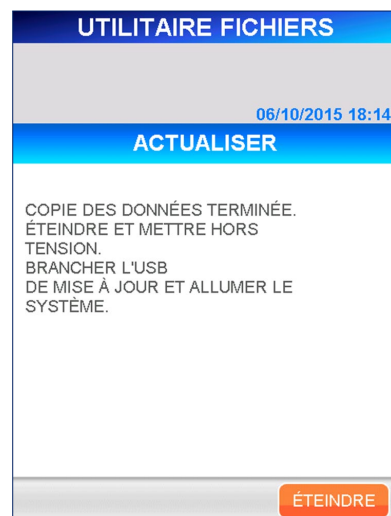 UTILITAIRE FICHIERS
06/10/2015 18:14
ACTUALISER
COPIE DES DONNÉES TERMINÉE.
ÉTEINDRE ET METTRE HORS
TENSION.
BRANCHER L'USB
DE MISE À JOUR ET ALLUMER LE
SYSTÈME.
ÉTEINDRE